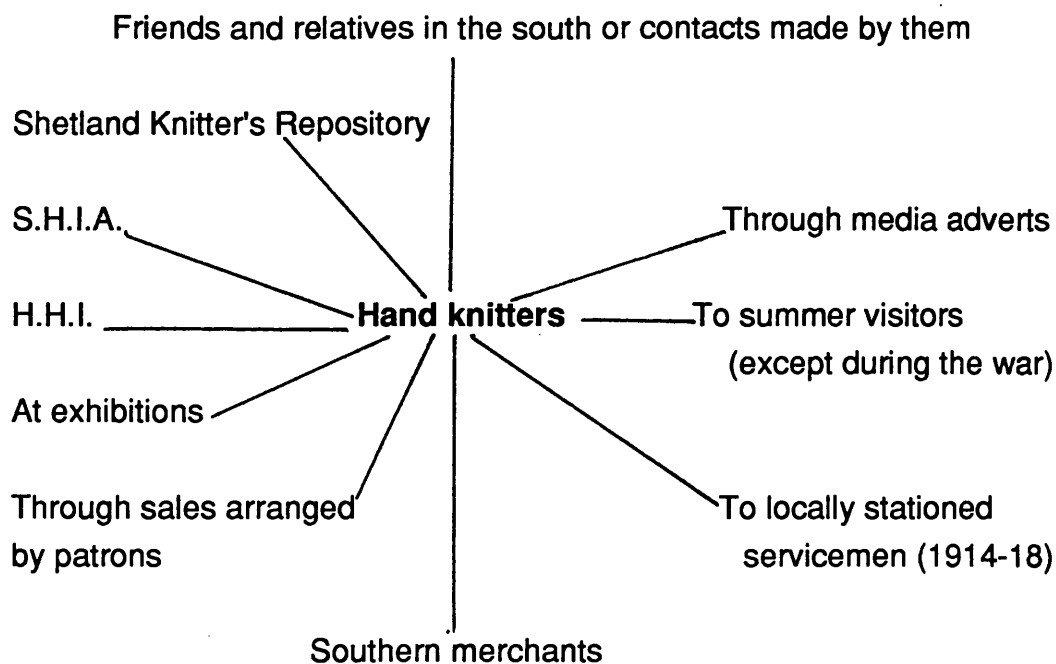 Friends and relatives in the south or contacts made by them
Shetland Knitter's Repository
S.H.I.A.
Through media adverts
H.H.I.
Hand knitters
To summer visitors
(except during the war)
At exhibitions
Through sales arranged
by patrons
To locally stationed
servicemen (1914-18)
Southern merchants